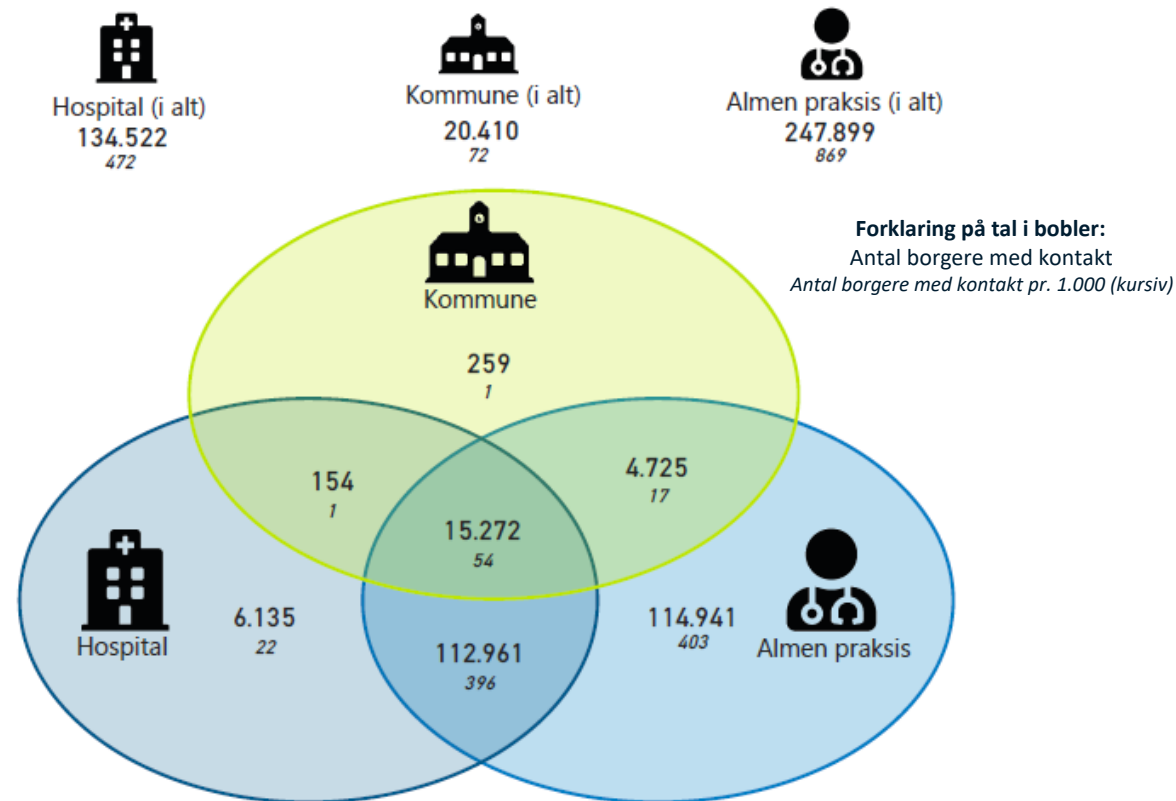 Hospital (i alt)
134.522
472
Kommune (i alt)
20.410
72
Almen praksis (i alt)
247.899
869
Forklaring på tal i bobler:
Antal borgere med kontakt
Antal borgere med kontakt pr. 1.000 (kursiv)
Kommune
259
1
154
1
4.725
17
15.272
54
Hospital
6.135
22
112.961
396
114.941
403
Almen praksis